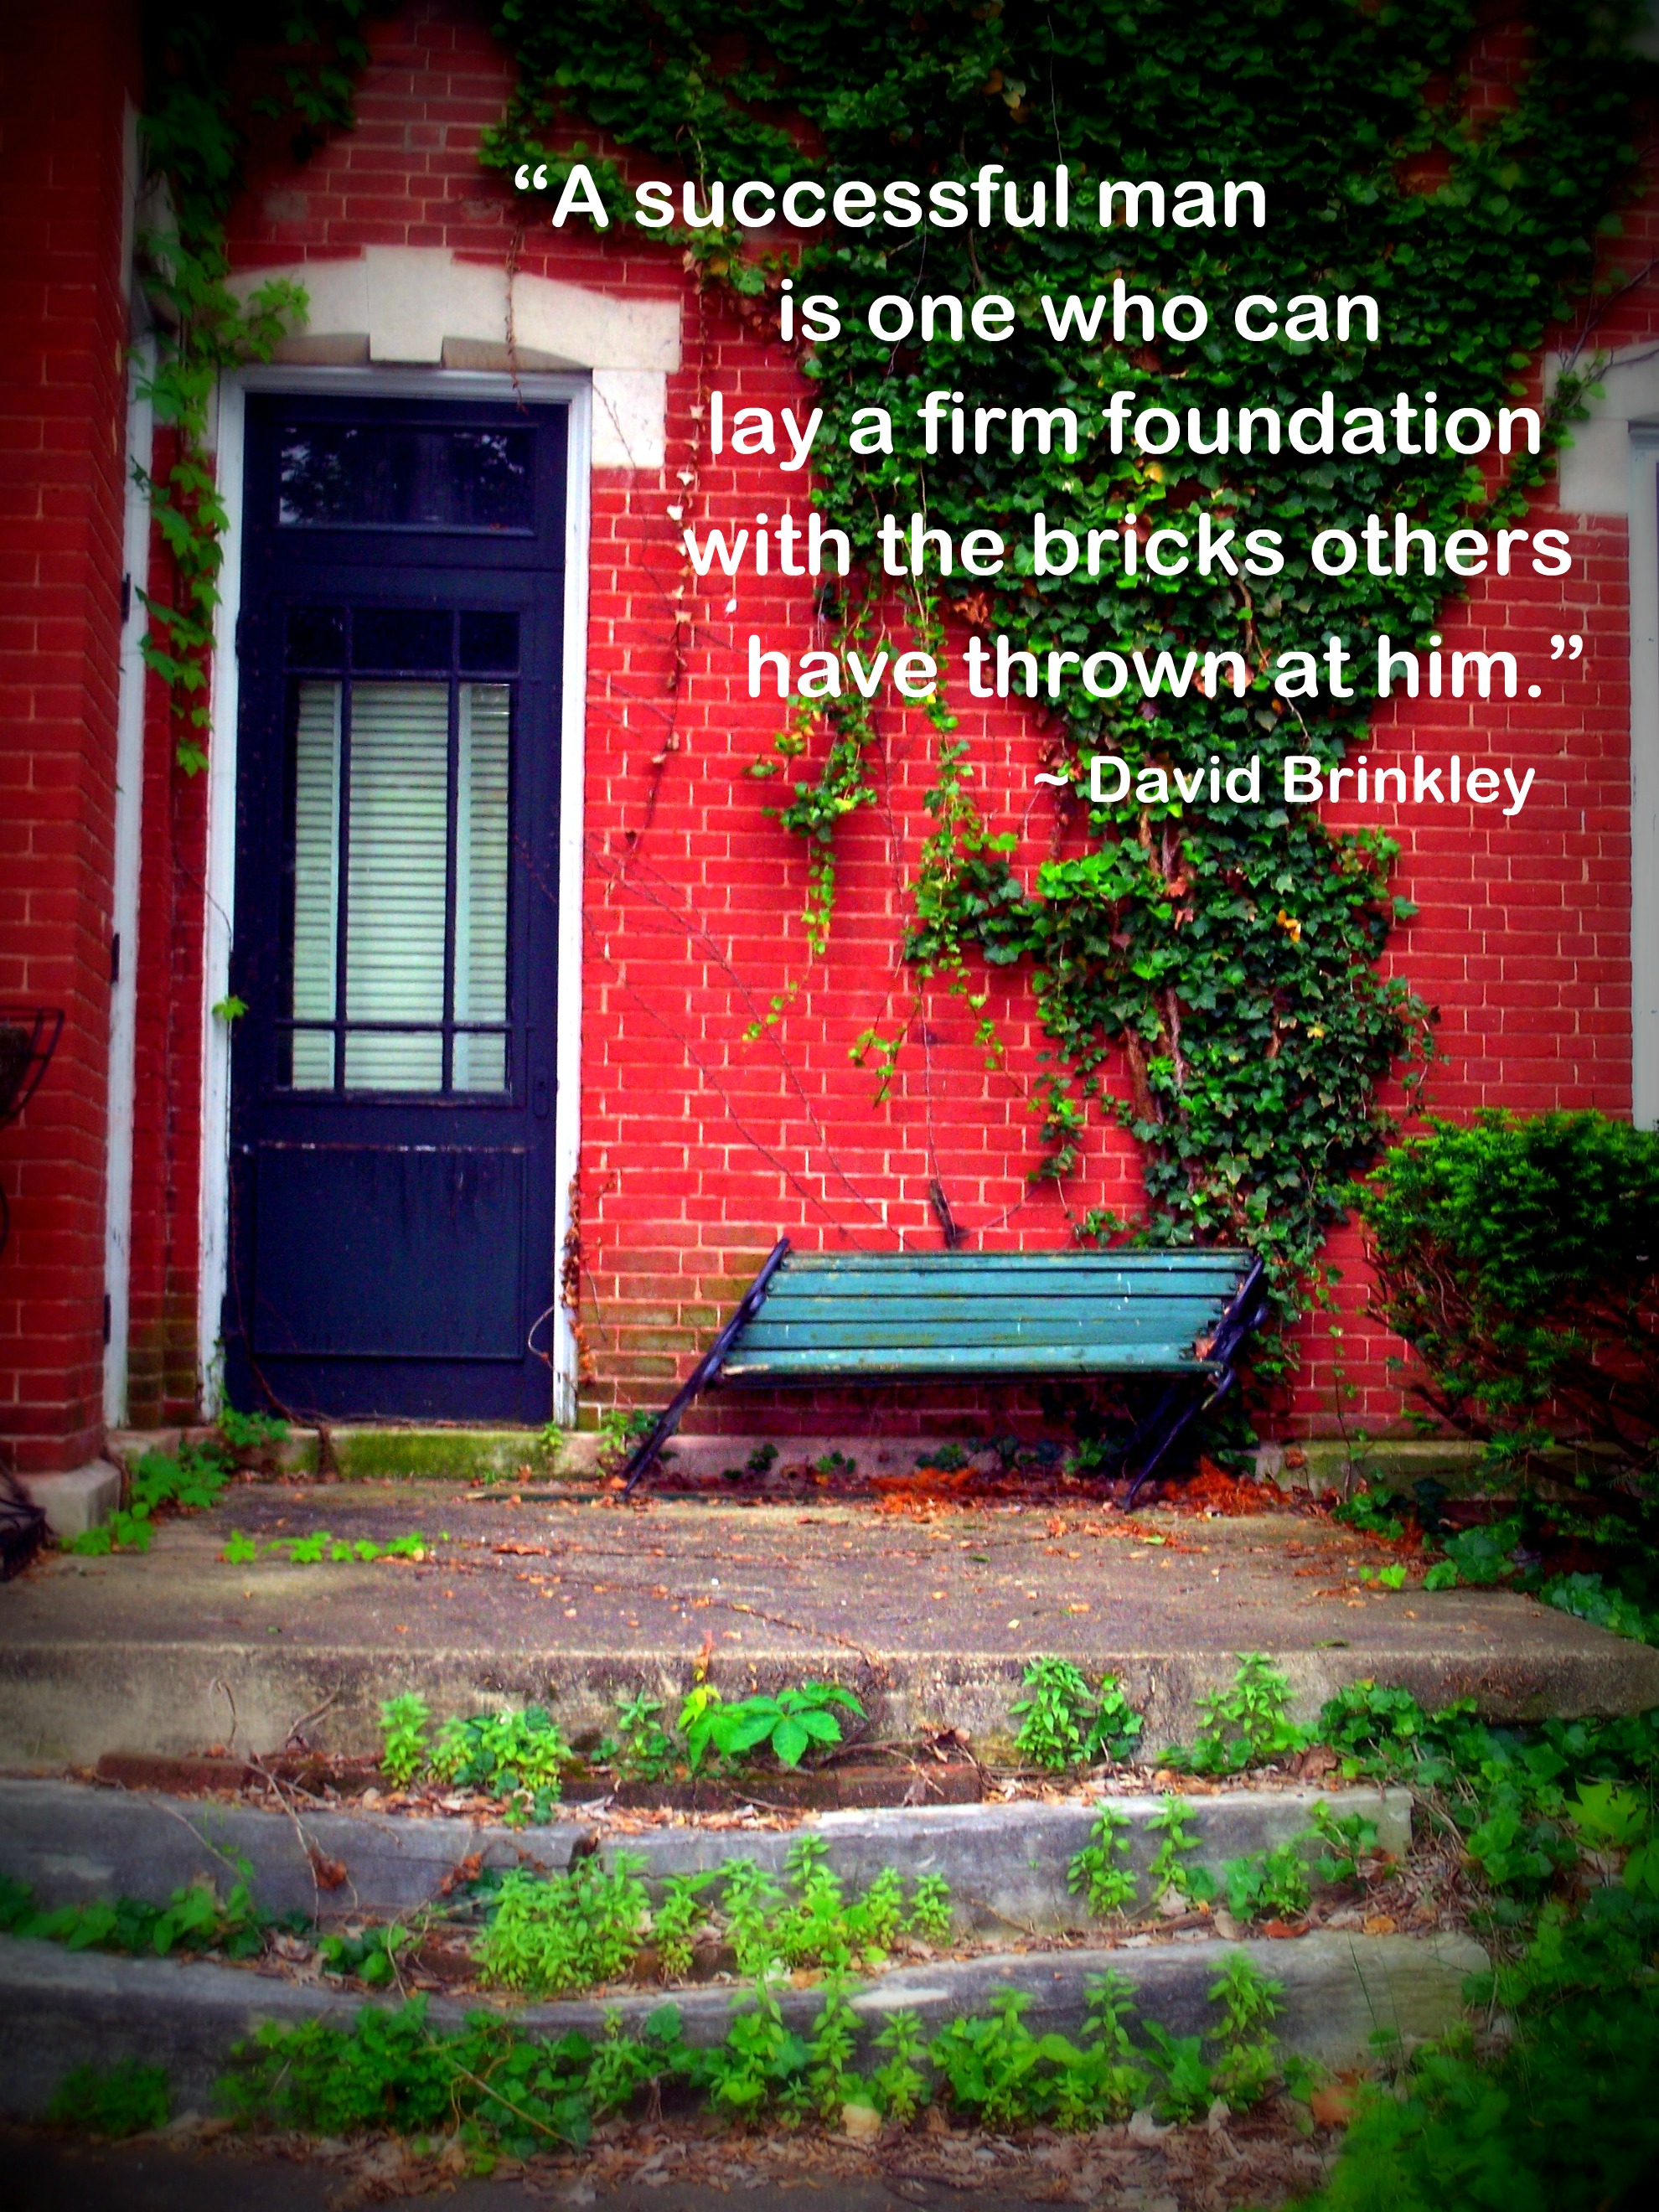 “A successful man
is one who can
lay a firm foundation
with the bricks others
have thrown at him.”
~ David Brinkley